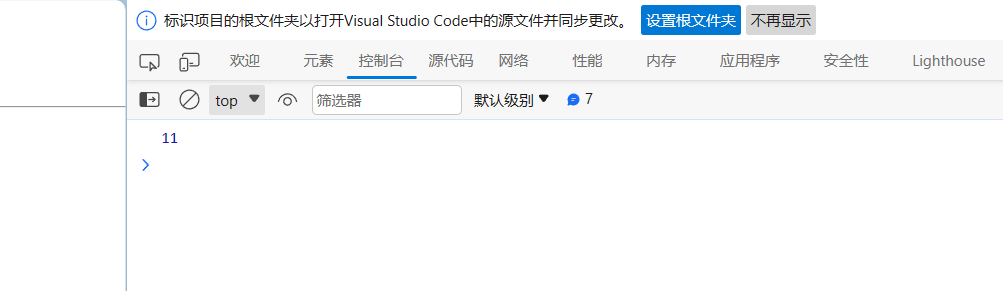 标识项目的根文件夹以打开Visual Studio Code中的源文件并同步更改。 设置根文件夹 不再显示
欢迎 元素 控制台 源代码 网络 性能 内存 应用程序 安全性 Lighthouse
top 筛选器 默认级别 7
11